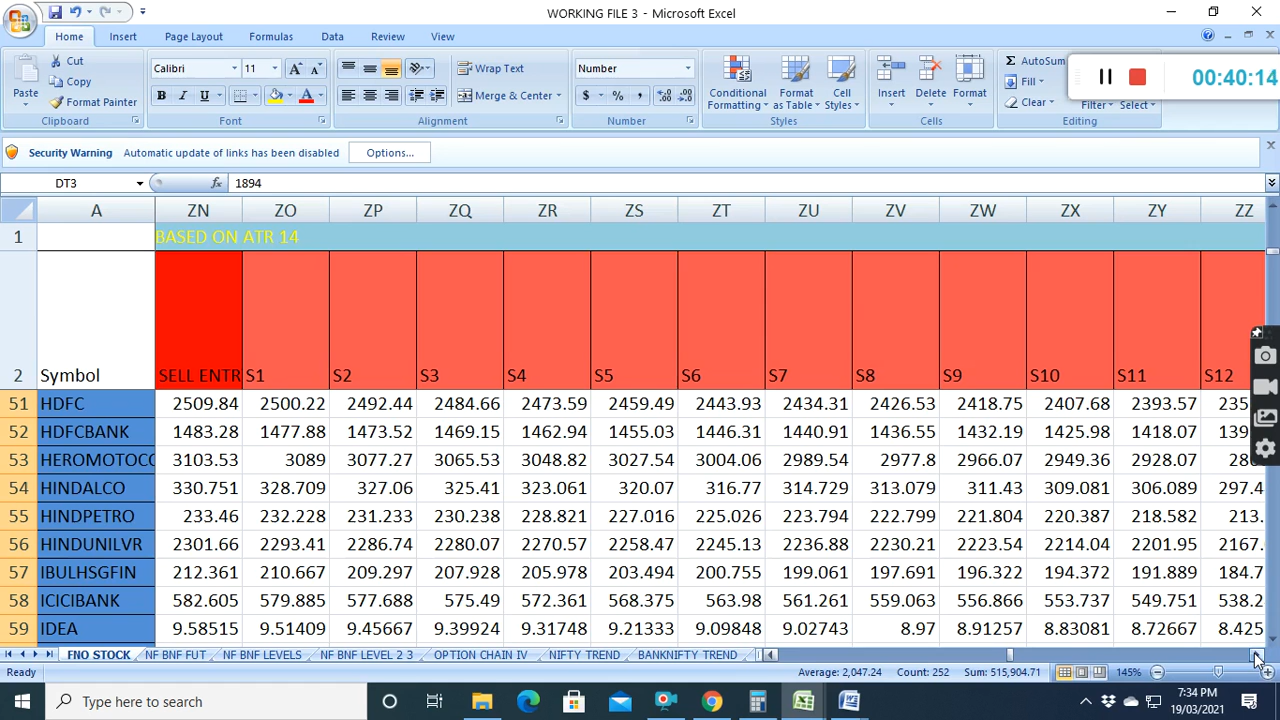 WORKING FILE 3 - Microsoft Excel
Home Insert Page Layout Formulas Data Review View
Paste
Cut
Copy
Format Painter
Clipboard
Calibri 11
B I U
Font
Wrap Text
Merge & Center
Alignment
Number
$ % ,
Number
Conditional Formatting
Format as Table
Cell Styles
Styles
Insert Delete Format
Cells
Σ AutoSum
Fill
Clear
Filter Select
Editing
00:40:14
Security Warning Automatic update of links has been disabled Options...
DT3 fx 1894
A ZN ZO ZP ZQ ZR ZS ZT ZU ZV ZW ZX ZY ZZ
1 BASED ON ATR 14
2 Symbol SELL ENTR S1 S2 S3 S4 S5 S6 S7 S8 S9 S10 S11 S12
51 HDFC 2509.84 2500.22 2492.44 2484.66 2473.59 2459.49 2443.93 2434.31 2426.53 2418.75 2407.68 2393.57 235
52 HDFCBANK 1483.28 1477.88 1473.52 1469.15 1462.94 1455.03 1446.31 1440.91 1436.55 1432.19 1425.98 1418.07 139
53 HEROMOTOCO 3103.53 3089 3077.27 3065.53 3048.82 3027.54 3004.06 2989.54 2977.8 2966.07 2949.36 2928.07
54 HINDALCO 330.751 328.709 327.06 325.41 323.061 320.07 316.77 314.729 313.079 311.43 309.081 306.089 297.4
55 HINDPETRO 233.46 232.228 231.233 230.238 228.821 227.016 225.026 223.794 222.799 221.804 220.387 218.582 213.
56 HINDUNILVR 2301.66 2293.41 2286.74 2280.07 2270.57 2258.47 2245.13 2236.88 2230.21 2223.54 2214.04 2201.95 2167.
57 IBULHSGFIN 212.361 210.667 209.297 207.928 205.978 203.494 200.755 199.061 197.691 196.322 194.372 191.889 184.7
58 ICICIBANK 582.605 579.885 577.688 575.49 572.361 568.375 563.98 561.261 559.063 556.866 553.737 549.751 538.2
59 IDEA 9.58515 9.51409 9.45667 9.39924 9.31748 9.21333 9.09848 9.02743 8.97 8.91257 8.83081 8.72667 8.425
FNO STOCK NF BNF FUT NF BNF LEVELS NF BNF LEVEL 2 3 OPTION CHAIN IV NIFTY TREND BANKNIFTY TREND
Ready Average: 2,047.24 Count: 252 Sum: 515,904.71 145%
Type here to search
7:34 PM
19/03/2021